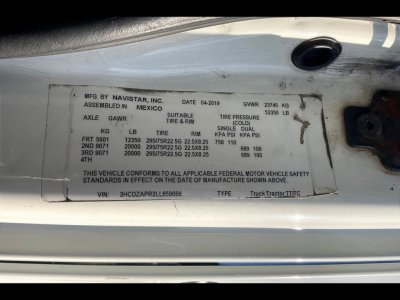 MFG. BY NAVISTAR, INC. DATE 04-2019 GVWR 23745 KG
ASSEMBLED IN MEXICO 52350 LB
AXLE GAWR SUITABLE TIRE & RIM TIRE PRESSURE (COLD)
SINGLE DUAL
KG LB TIRE RIM KPA PSI KPA PSI
FRT 5601 12350 295/75R22.5G 22.5X8.25 758 110
2ND 9071 20000 295/75R22.5G 22.5X8.25 689 100
3RD 9071 20000 295/75R22.5G 22.5X8.25 689 100
4TH
THIS VEHICLE CONFORMS TO ALL APPLICABLE FEDERAL MOTOR VEHICLE SAFETY
STANDARDS IN EFFECT ON THE DATE OF MANUFACTURE SHOWN ABOVE.
VIN: TYPE Truck Tractor